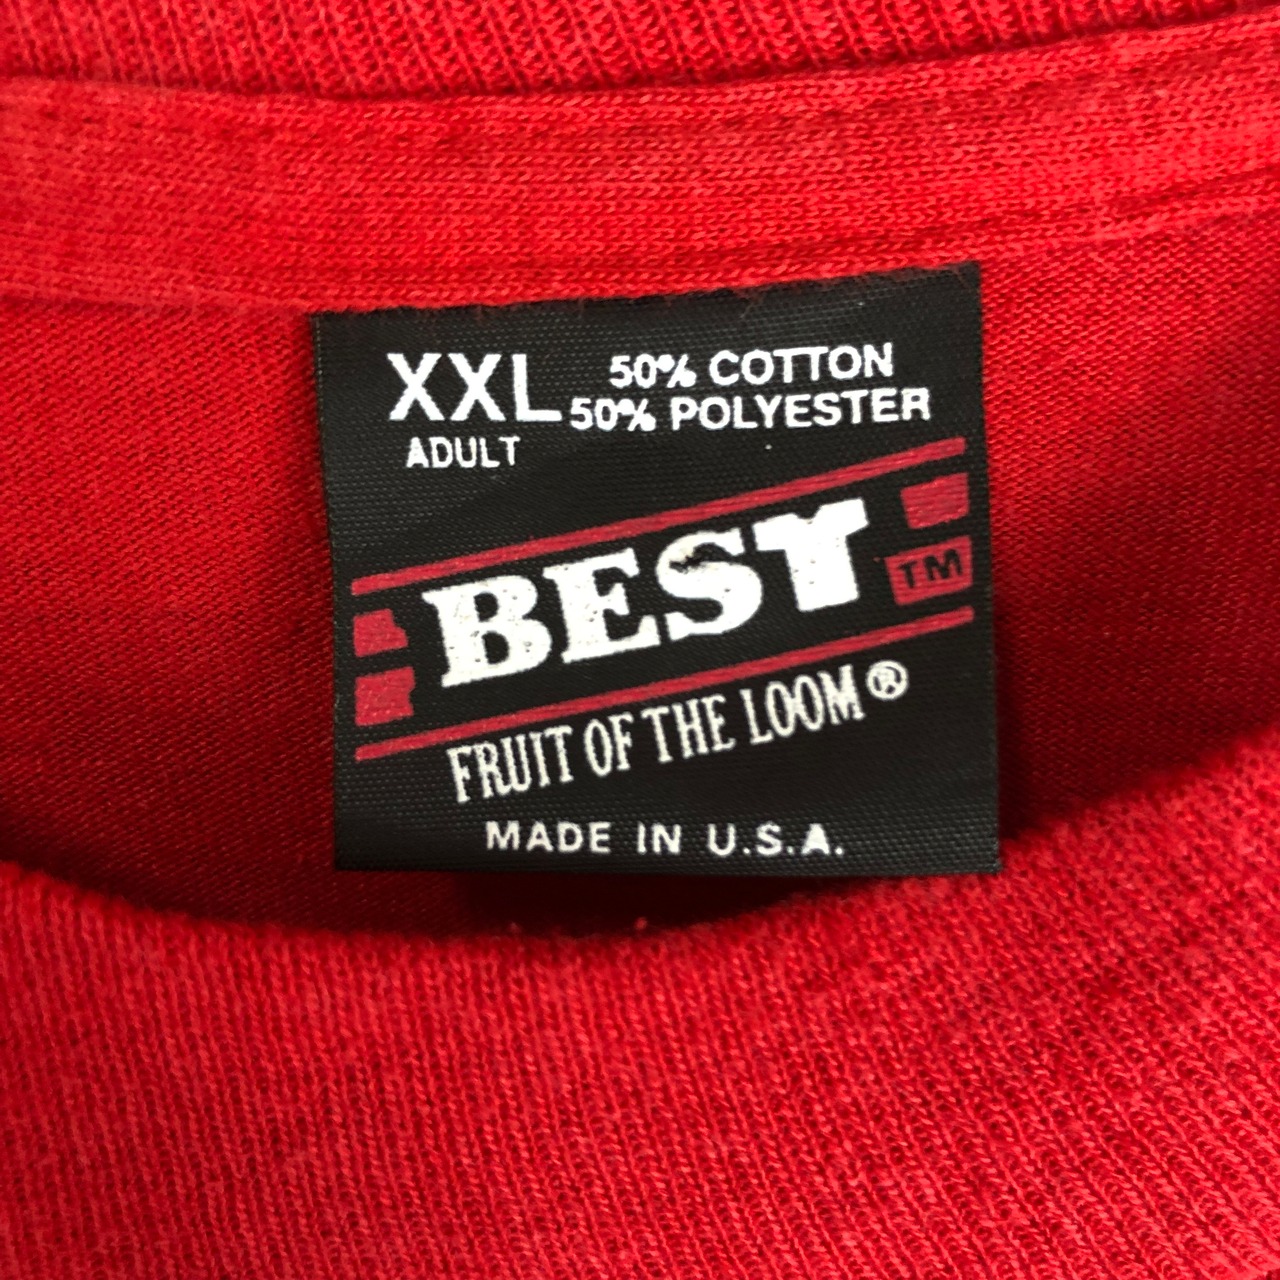 XXL 50% COTTON
ADULT 50% POLYESTER
BEST TM
FRUIT OF THE LOOM®
MADE IN U.S.A.